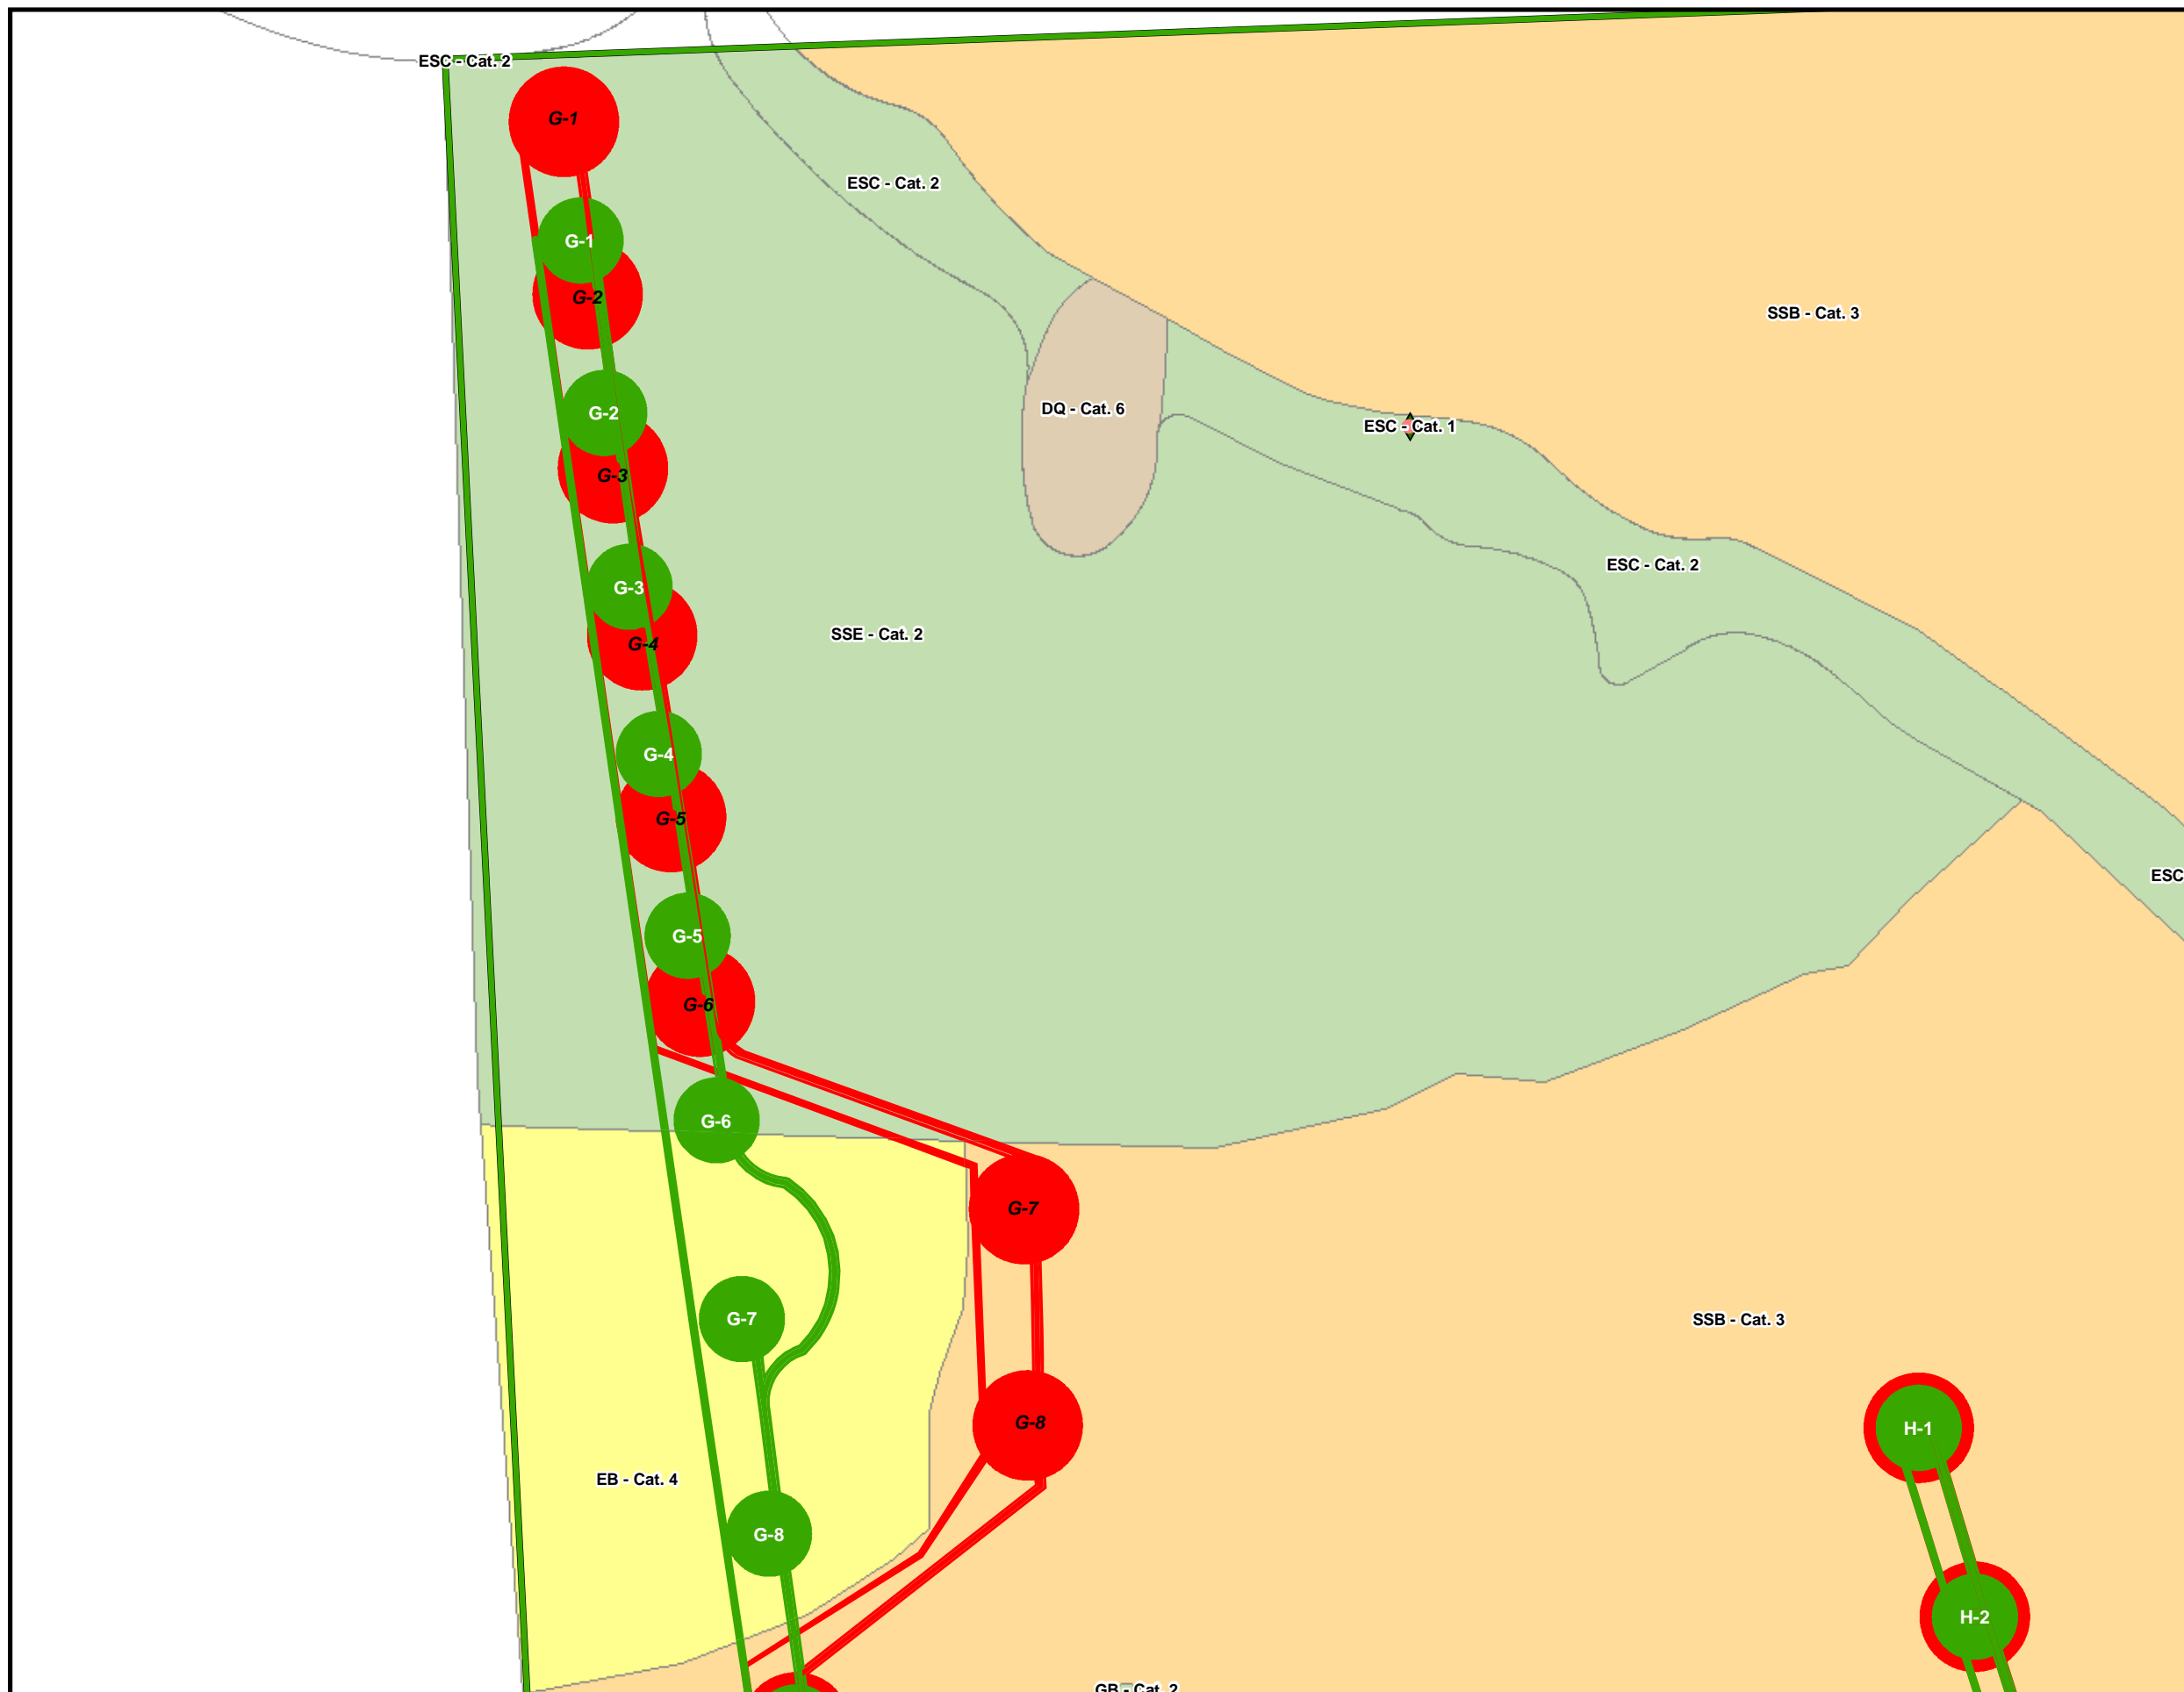 ESC - Cat. 2
G-1
ESC - Cat. 2
G-1
G-2
SSB - Cat. 3
G-2
DQ - Cat. 6
ESC - Cat. 1
G-3
ESC - Cat. 2
G-3
SSE - Cat. 2
G-4
G-4
G-5
ESC
G-5
G-6
G-6
G-7
G-7
SSB - Cat. 3
G-8
H-1
EB - Cat. 4
G-8
H-2
GB - Cat. 2